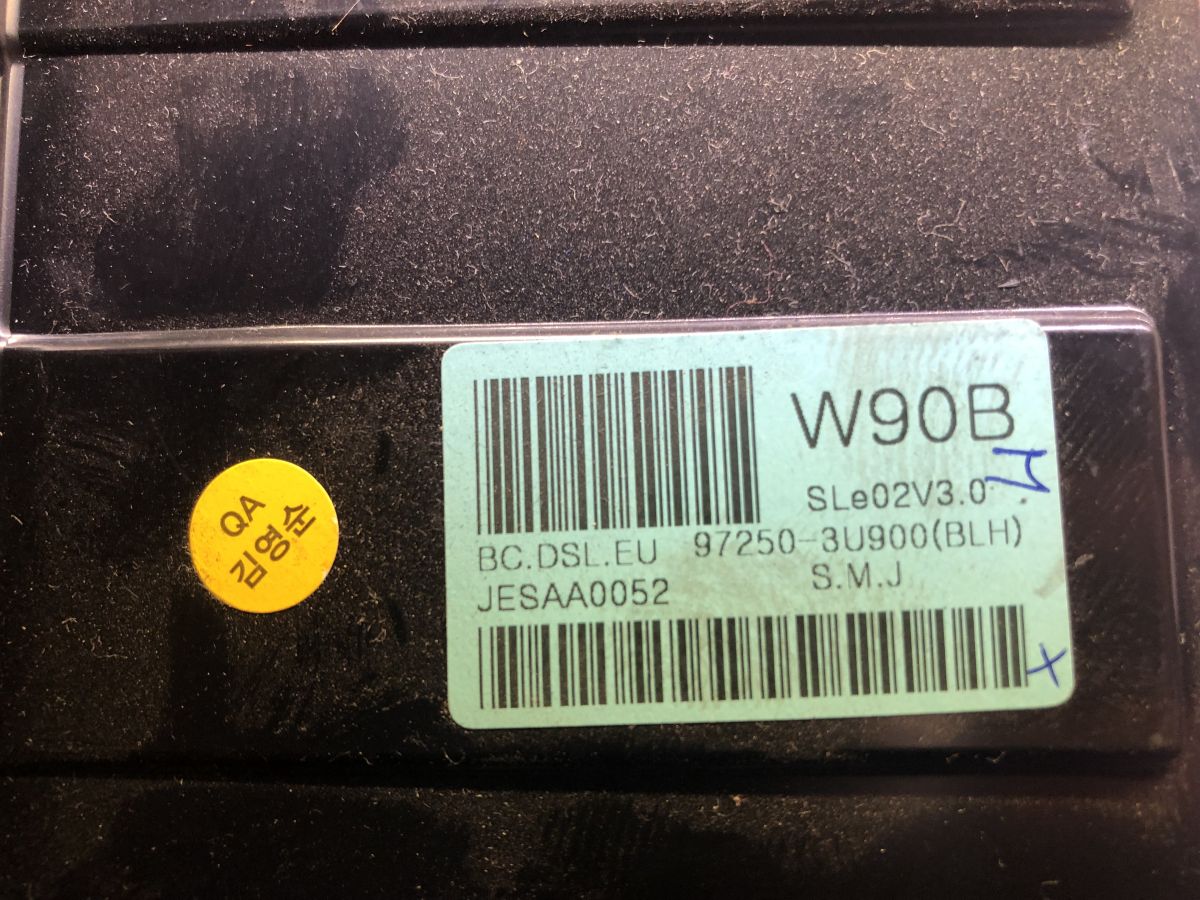 QA
김영순
W90B
SLe02V3.0
BC.DSL.EU 97250-3U900(BLH)
JESAA0052 S.M.J